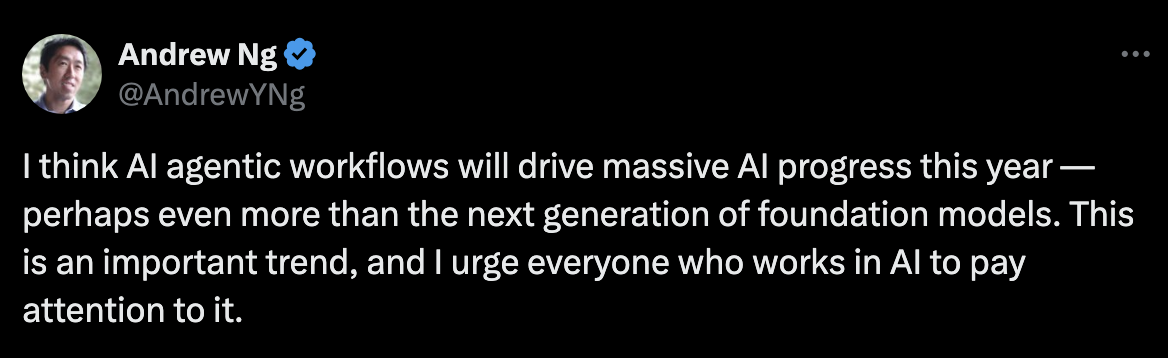 Andrew Ng
@AndrewYNg
I think AI agentic workflows will drive massive AI progress this year —
perhaps even more than the next generation of foundation models. This
is an important trend, and I urge everyone who works in AI to pay
attention to it.